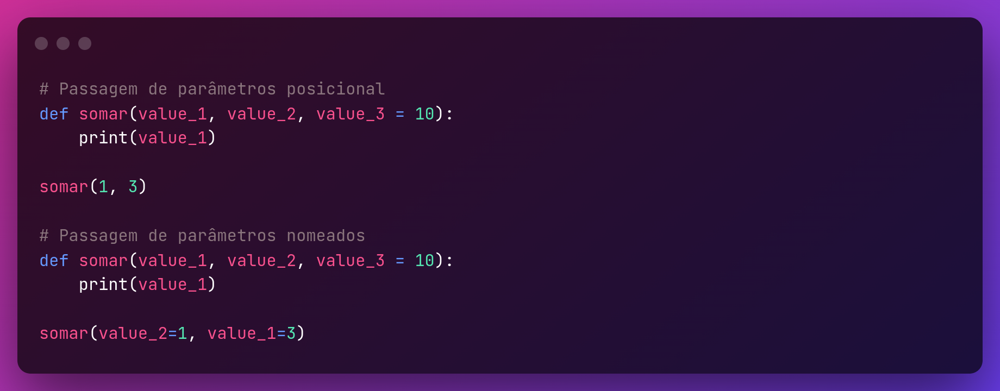 # Passagem de parâmetros posicional
def somar(value_1, value_2, value_3 = 10):
    print(value_1)

somar(1, 3)

# Passagem de parâmetros nomeados
def somar(value_1, value_2, value_3 = 10):
    print(value_1)

somar(value_2=1, value_1=3)